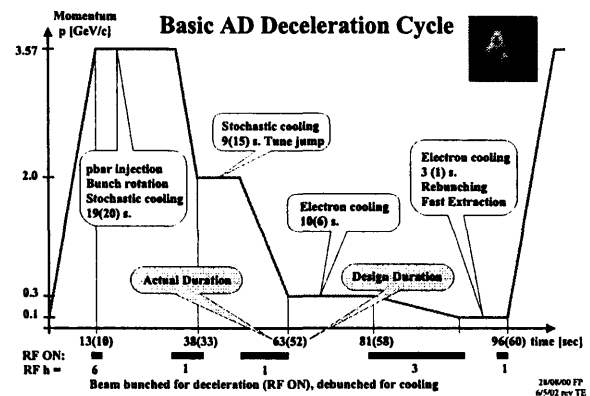 Momentum
p [GeV/c]
Basic AD Deceleration Cycle
3.57
Stochastic cooling
9(15) s. Tune jump
pbar injection
Bunch rotation
Stochastic cooling
19(20) s.
Electron cooling
3 (1) s.
Rebunching
Fast Extraction
2.0
Electron cooling
10(6) s.
Actual Duration
Design Duration
0.3
0.1
13(10) 38(33) 63(52) 81(58) 96(60) time [sec]
RF ON:
RF h = 6 1 1 3 1
Beam bunched for deceleration (RF ON), debunched for cooling
28/08/00 FP
6/5/02 rev TE